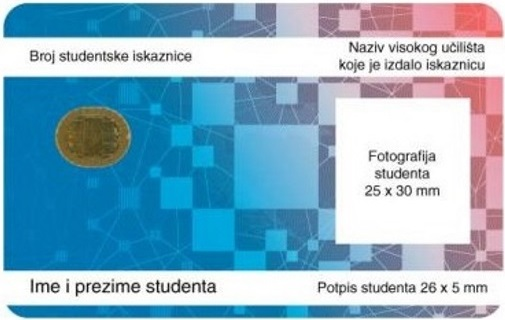 Broj studentske iskaznice
Naziv visokog učilišta
koje je izdalo iskaznicu
Fotografija
studenta
25 x 30 mm
Ime i prezime studenta
Potpis studenta 26 x 5 mm